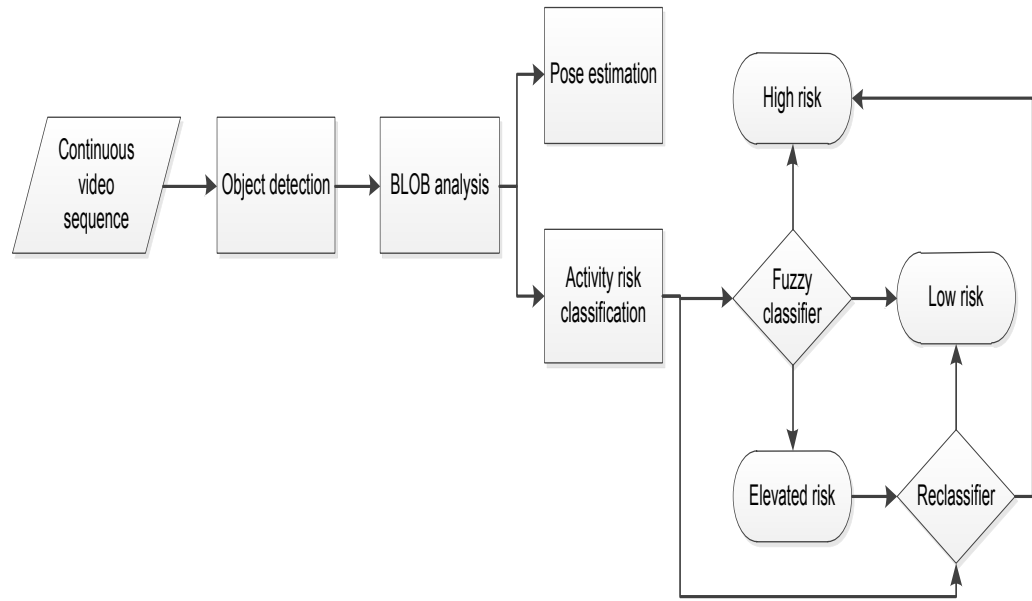 Continuous
video
sequence
Object detection
BLOB analysis
Pose estimation
Activity risk
classification
High risk
Fuzzy
classifier
Low risk
Elevated risk
Reclassifier